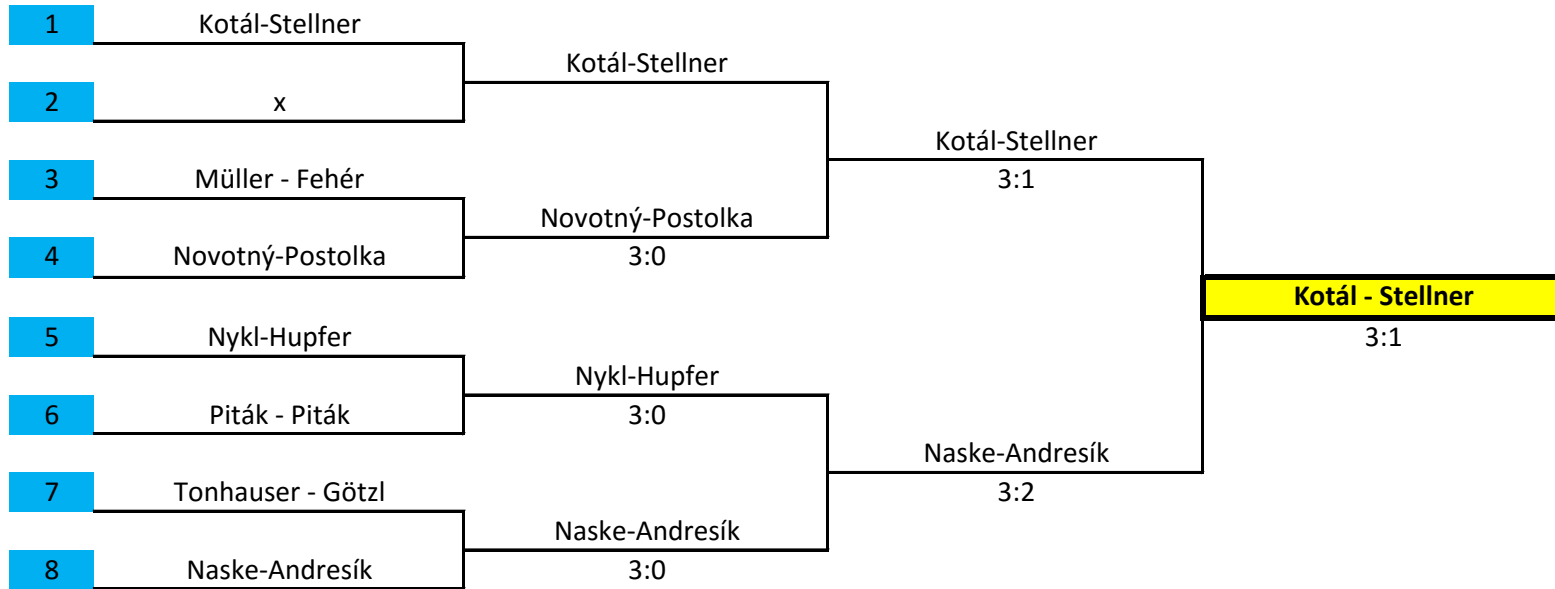 1 Kotál-Stellner
Kotál-Stellner
2 x
Kotál-Stellner
3 Müller - Fehér
3:1
Novotný-Postolka
4 Novotný-Postolka
3:0
Kotál - Stellner
5 Nykl-Hupfer
3:1
Nykl-Hupfer
6 Piták - Piták
3:0
Naske-Andresík
7 Tonhauser - Götzl
3:2
Naske-Andresík
8 Naske-Andresík
3:0